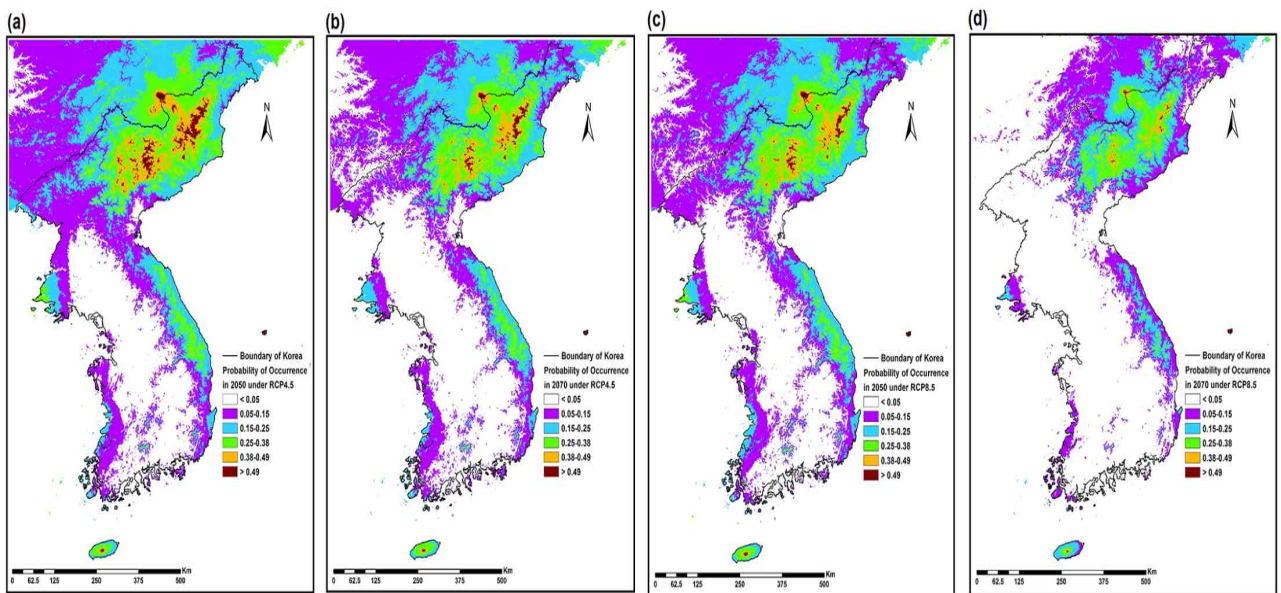 (a)
N
Boundary of Korea
Probability of Occurrence
in 2050 under RCP4.5
< 0.05
0.05-0.15
0.15-0.25
0.25-0.38
0.38-0.49
> 0.49
Km
0 62.5 250 375 500
(b)
N
Boundary of Korea
Probability of Occurrence
in 2070 under RCP4.5
< 0.05
0.05-0.15
0.15-0.25
0.25-0.38
0.38-0.49
> 0.49
Km
0 62.5 250 375 500
(c)
N
Boundary of Korea
Probability of Occurrence
in 2050 under RCP8.5
< 0.05
0.05-0.15
0.15-0.25
0.25-0.38
0.38-0.49
> 0.49
Km
0 62.5 250 375 500
(d)
N
Boundary of Korea
Probability of Occurrence
in 2070 under RCP8.5
< 0.05
0.05-0.15
0.15-0.25
0.25-0.38
0.38-0.49
> 0.49
Km
0 62.5 250 375 500